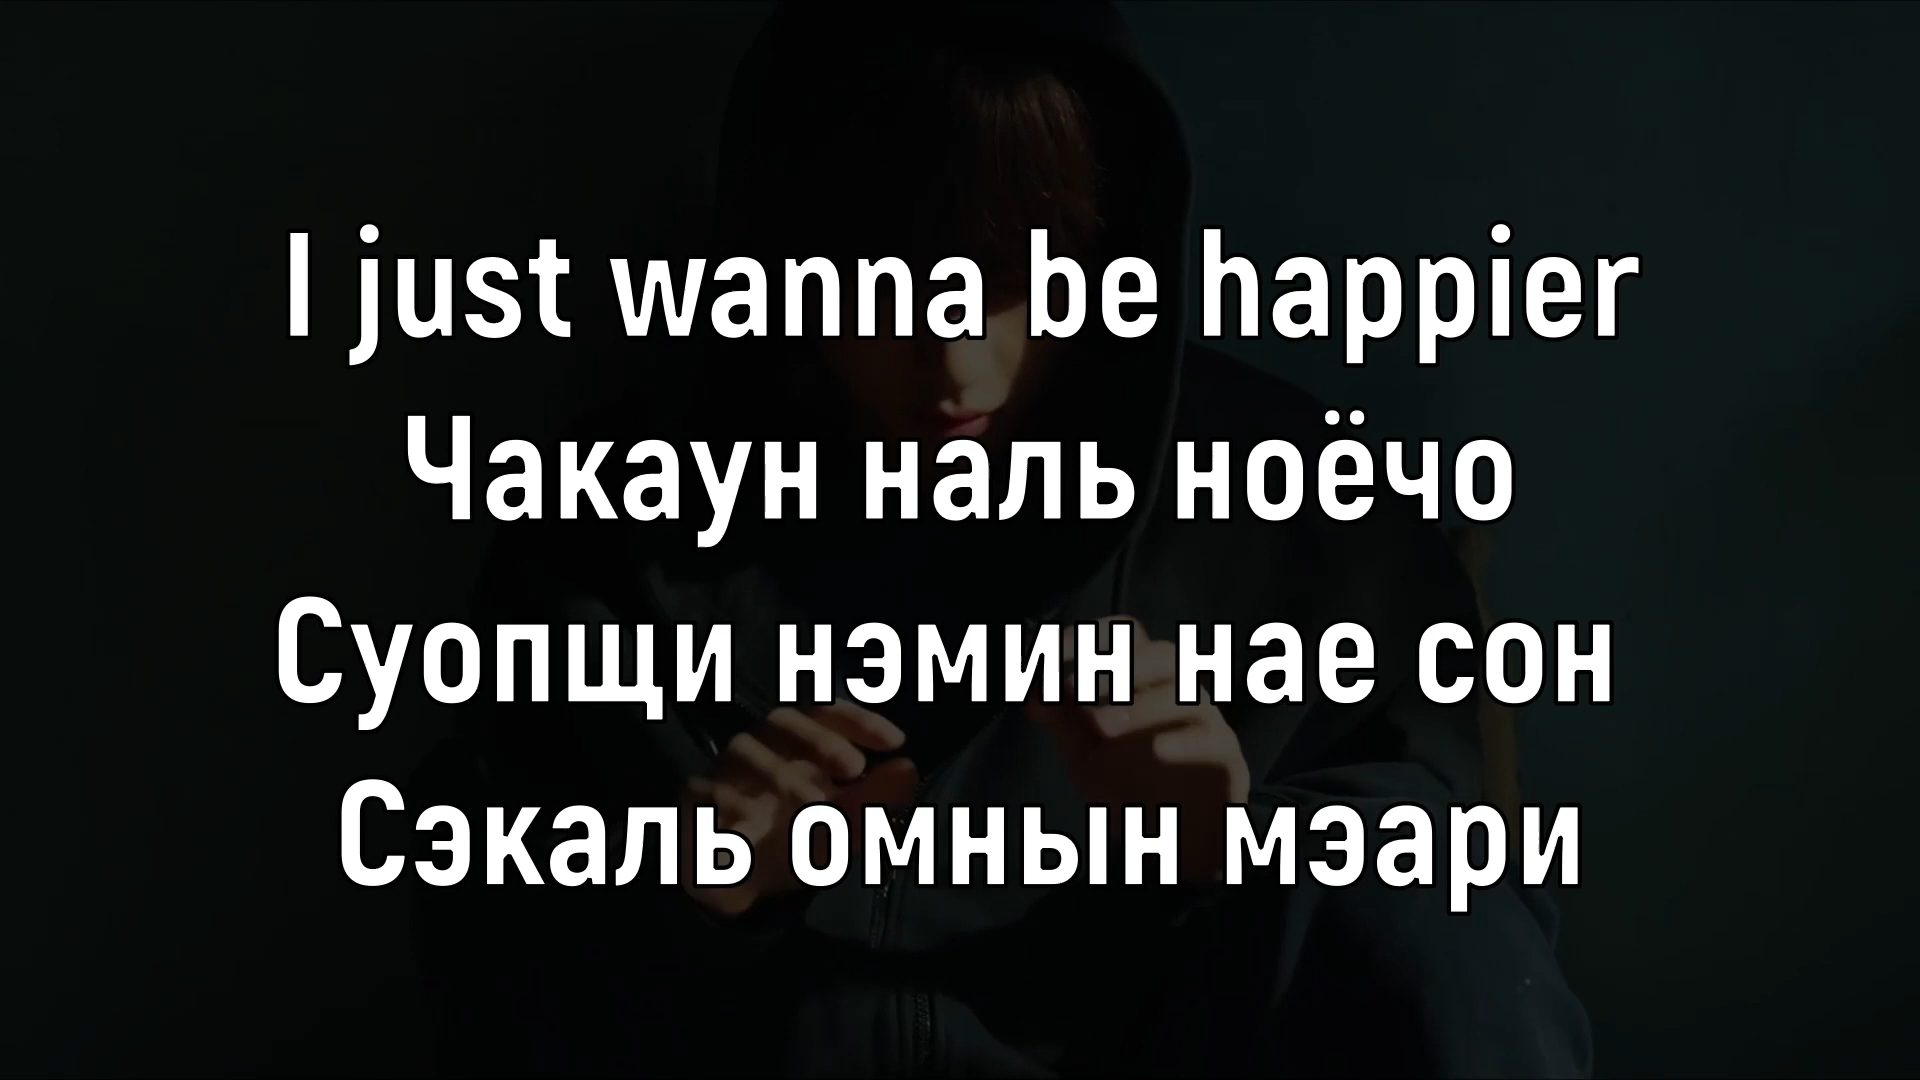 I just wanna be happier
Чакаун наль ноёчо
Суопщи нэмин нае сон
Сэкаль омнын мэари